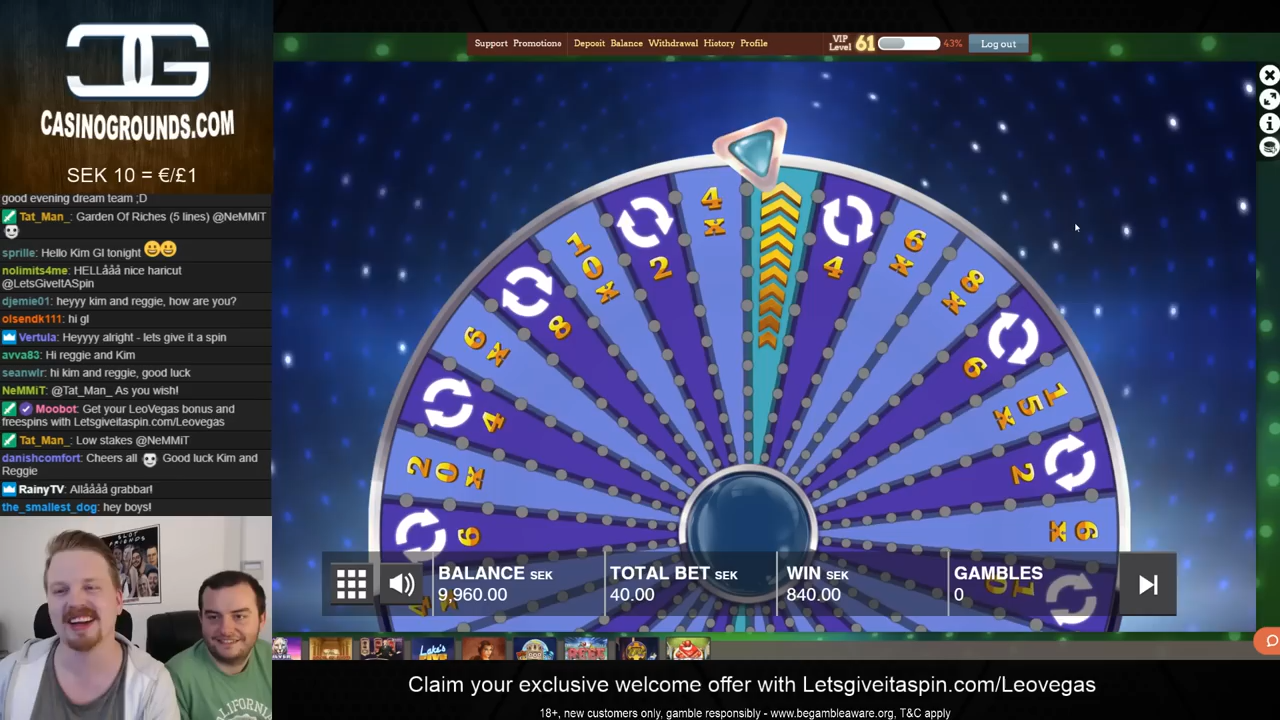 CASINOGROUNDS.COM
SEK 10 = €/£1
good evening dream team ;D
Tat_Man_: Garden Of Riches (5 lines) @NeMMiT
sprille: Hello Kim GI tonight
nolimits4me: HELLååå nice haricut
@LetsGiveItASpin
djemie01: heyyy kim and reggie, how are you?
olsendk111: hi gl
Vertula: Heyyyy alright - lets give it a spin
avva83: Hi reggie and Kim
seanwlr: hi kim and reggie, good luck
NeMMiT: @Tat_Man_ As you wish!
Moobot: Get your LeoVegas bonus and
freespins with Letsgiveitaspin.com/Leovegas
Tat_Man_: Low stakes @NeMMiT
danishcomfort: Cheers all Good luck Kim and
Reggie
RainyTV: Allåååå grabbar!
the_smallest_dog: hey boys!
SLOT
FRIENDS
CALIFORNIA
Support Promotions Deposit Balance Withdrawal History Profile
VIP
Level 61 43% Log out
6
20x
4
6x
8
10x
2
4x
4
6x
8x
6
15x
2
6x
10
BALANCE SEK
9,960.00
TOTAL BET SEK
40.00
WIN SEK
840.00
GAMBLES
0
Claim your exclusive welcome offer with Letsgiveitaspin.com/Leovegas
18+, new customers only, gamble responsibly - www.begambleaware.org, T&C apply